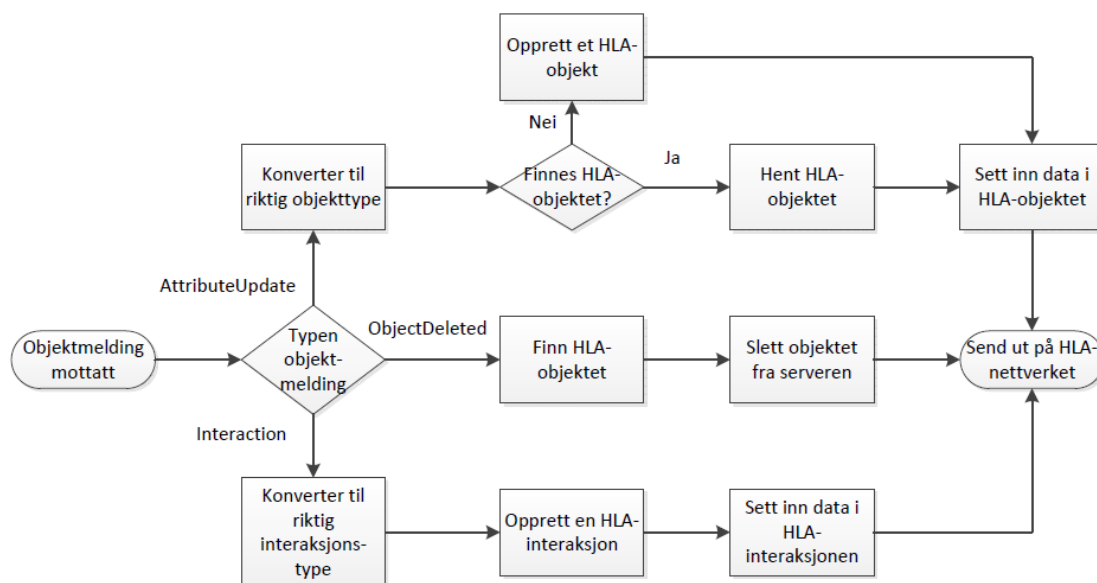 Opprett et HLA-
objekt
Nei
Konverter til
riktig objekttype
Finnes HLA-
objektet?
Ja
Hent HLA-
objektet
Sett inn data i
HLA-objektet
AttributeUpdate
Objektmelding
mottatt
Typen
objekt-
melding
ObjectDeleted
Finn HLA-
objektet
Slett objektet
fra serveren
Send ut på HLA-
nettverket
Interaction
Konverter til
riktig
interaksjons-
type
Opprett en HLA-
interaksjon
Sett inn data i
HLA-
interaksjonen